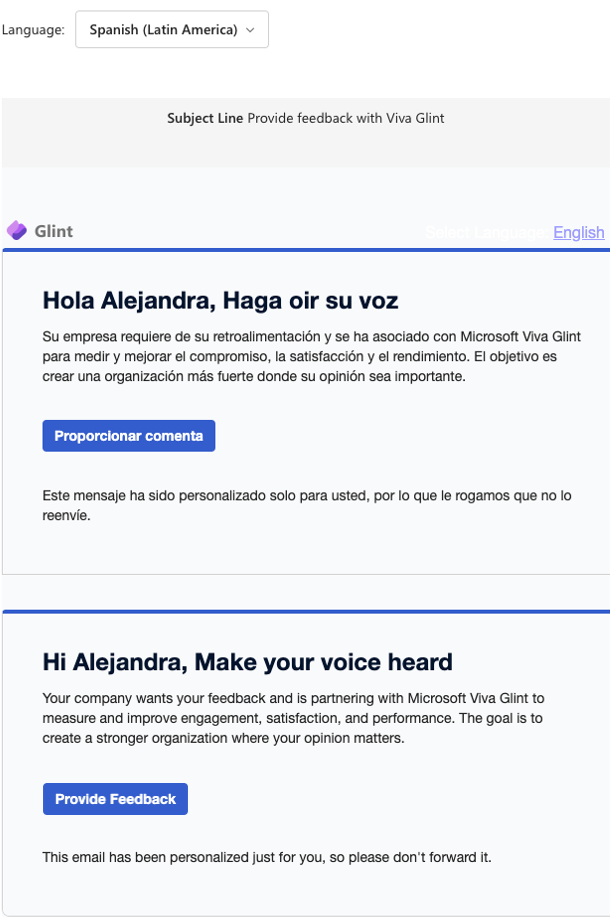 Language: Spanish (Latin America)
Subject Line Provide feedback with Viva Glint
Glint
Select Language: English
Hola Alejandra, Haga oir su voz
Su empresa requiere de su retroalimentación y se ha asociado con Microsoft Viva Glint
para medir y mejorar el compromiso, la satisfacción y el rendimiento. El objetivo es
crear una organización más fuerte donde su opinión sea importante.
Proporcionar comenta
Este mensaje ha sido personalizado solo para usted, por lo que le rogamos que no lo
reenvíe.
Hi Alejandra, Make your voice heard
Your company wants your feedback and is partnering with Microsoft Viva Glint to
measure and improve engagement, satisfaction, and performance. The goal is to
create a stronger organization where your opinion matters.
Provide Feedback
This email has been personalized just for you, so please don't forward it.